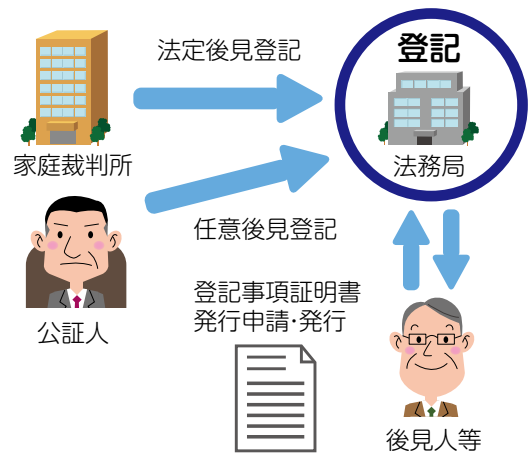 法定後見登記
登記
家庭裁判所
法務局
任意後見登記
公証人
登記事項証明書
発行申請・発行
後見人等